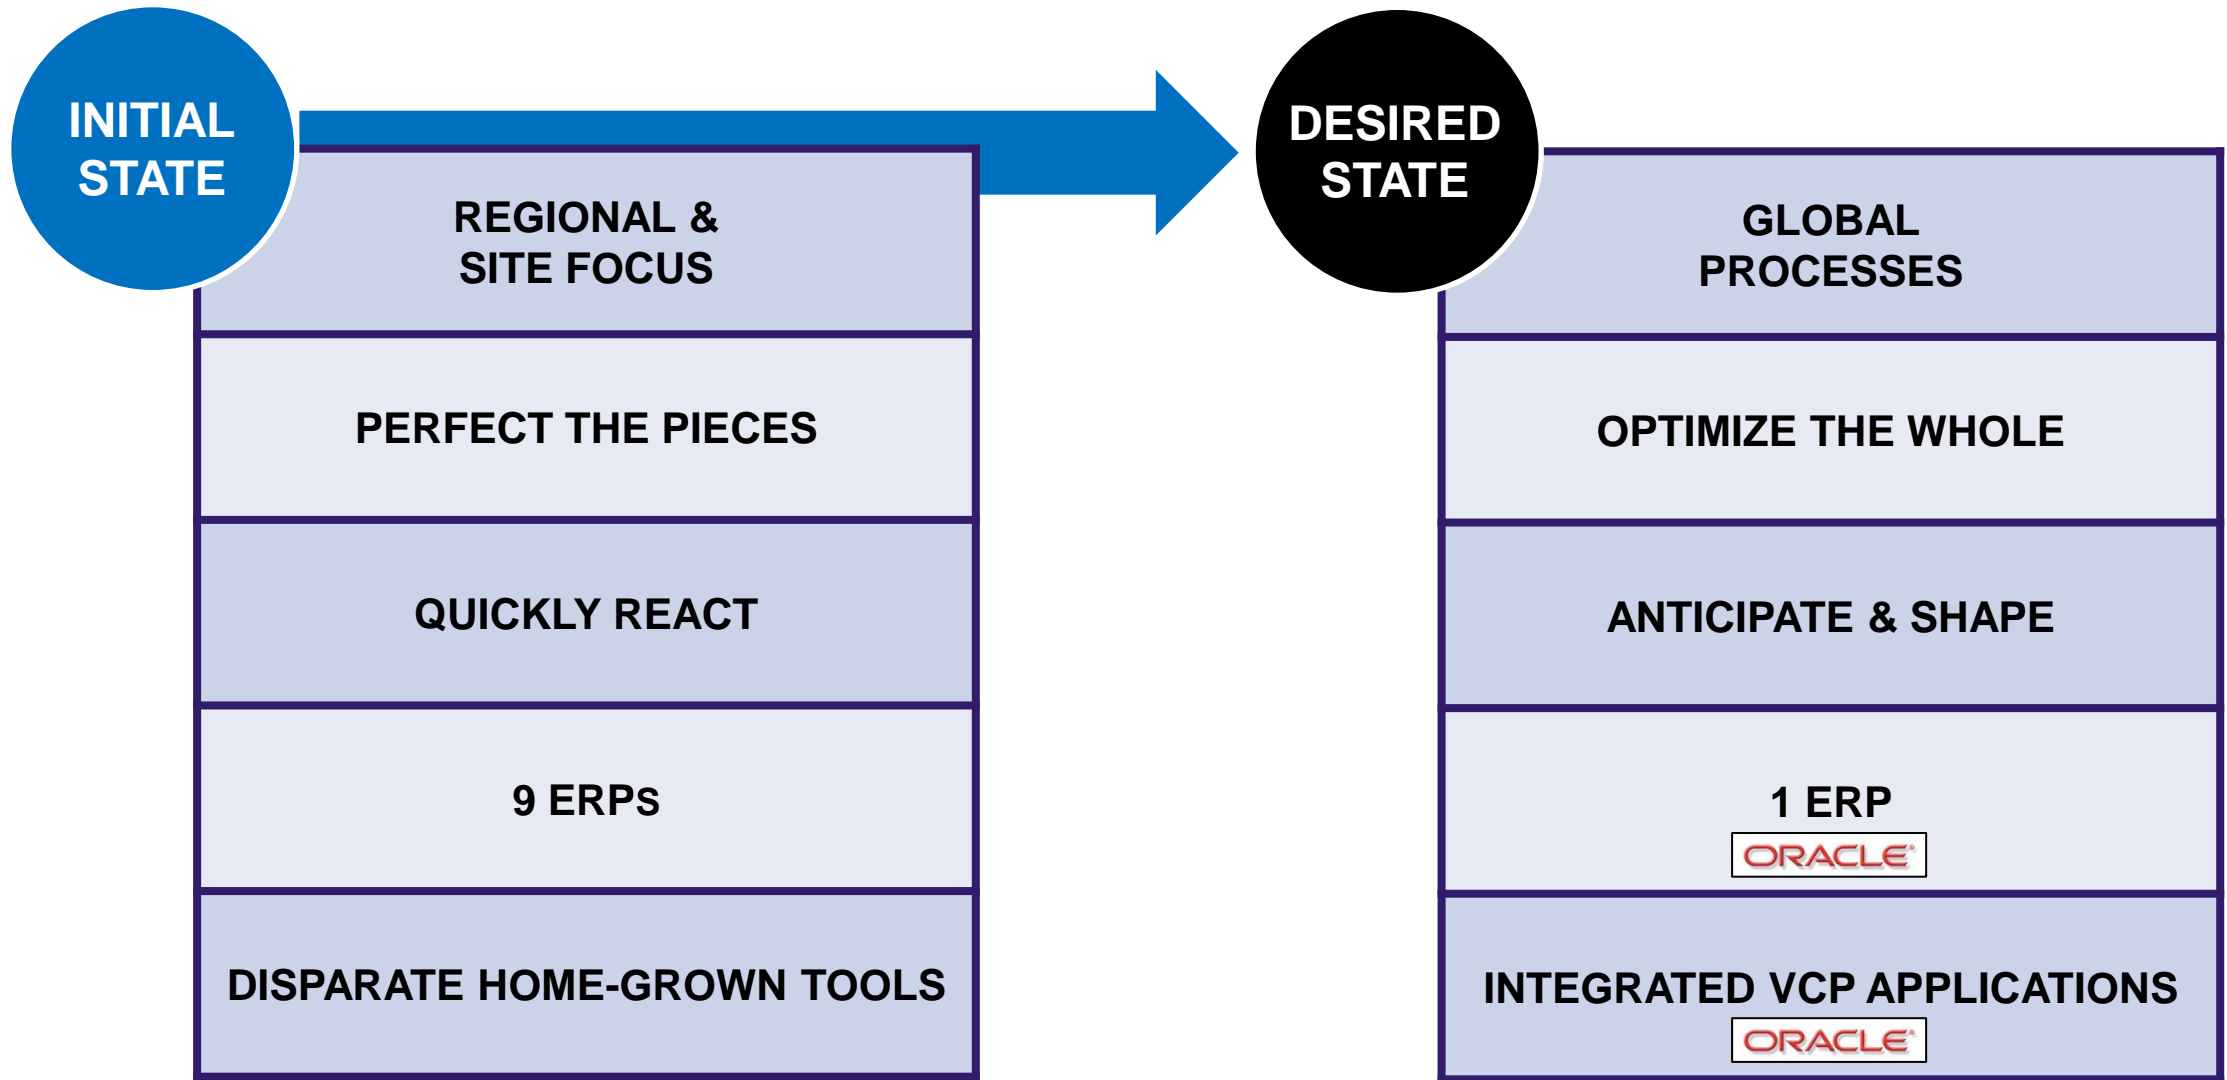 INITIAL
STATE
REGIONAL &
SITE FOCUS
PERFECT THE PIECES
QUICKLY REACT
9 ERPs
DISPARATE HOME-GROWN TOOLS
DESIRED
STATE
GLOBAL
PROCESSES
OPTIMIZE THE WHOLE
ANTICIPATE & SHAPE
1 ERP
ORACLE
INTEGRATED VCP APPLICATIONS
ORACLE